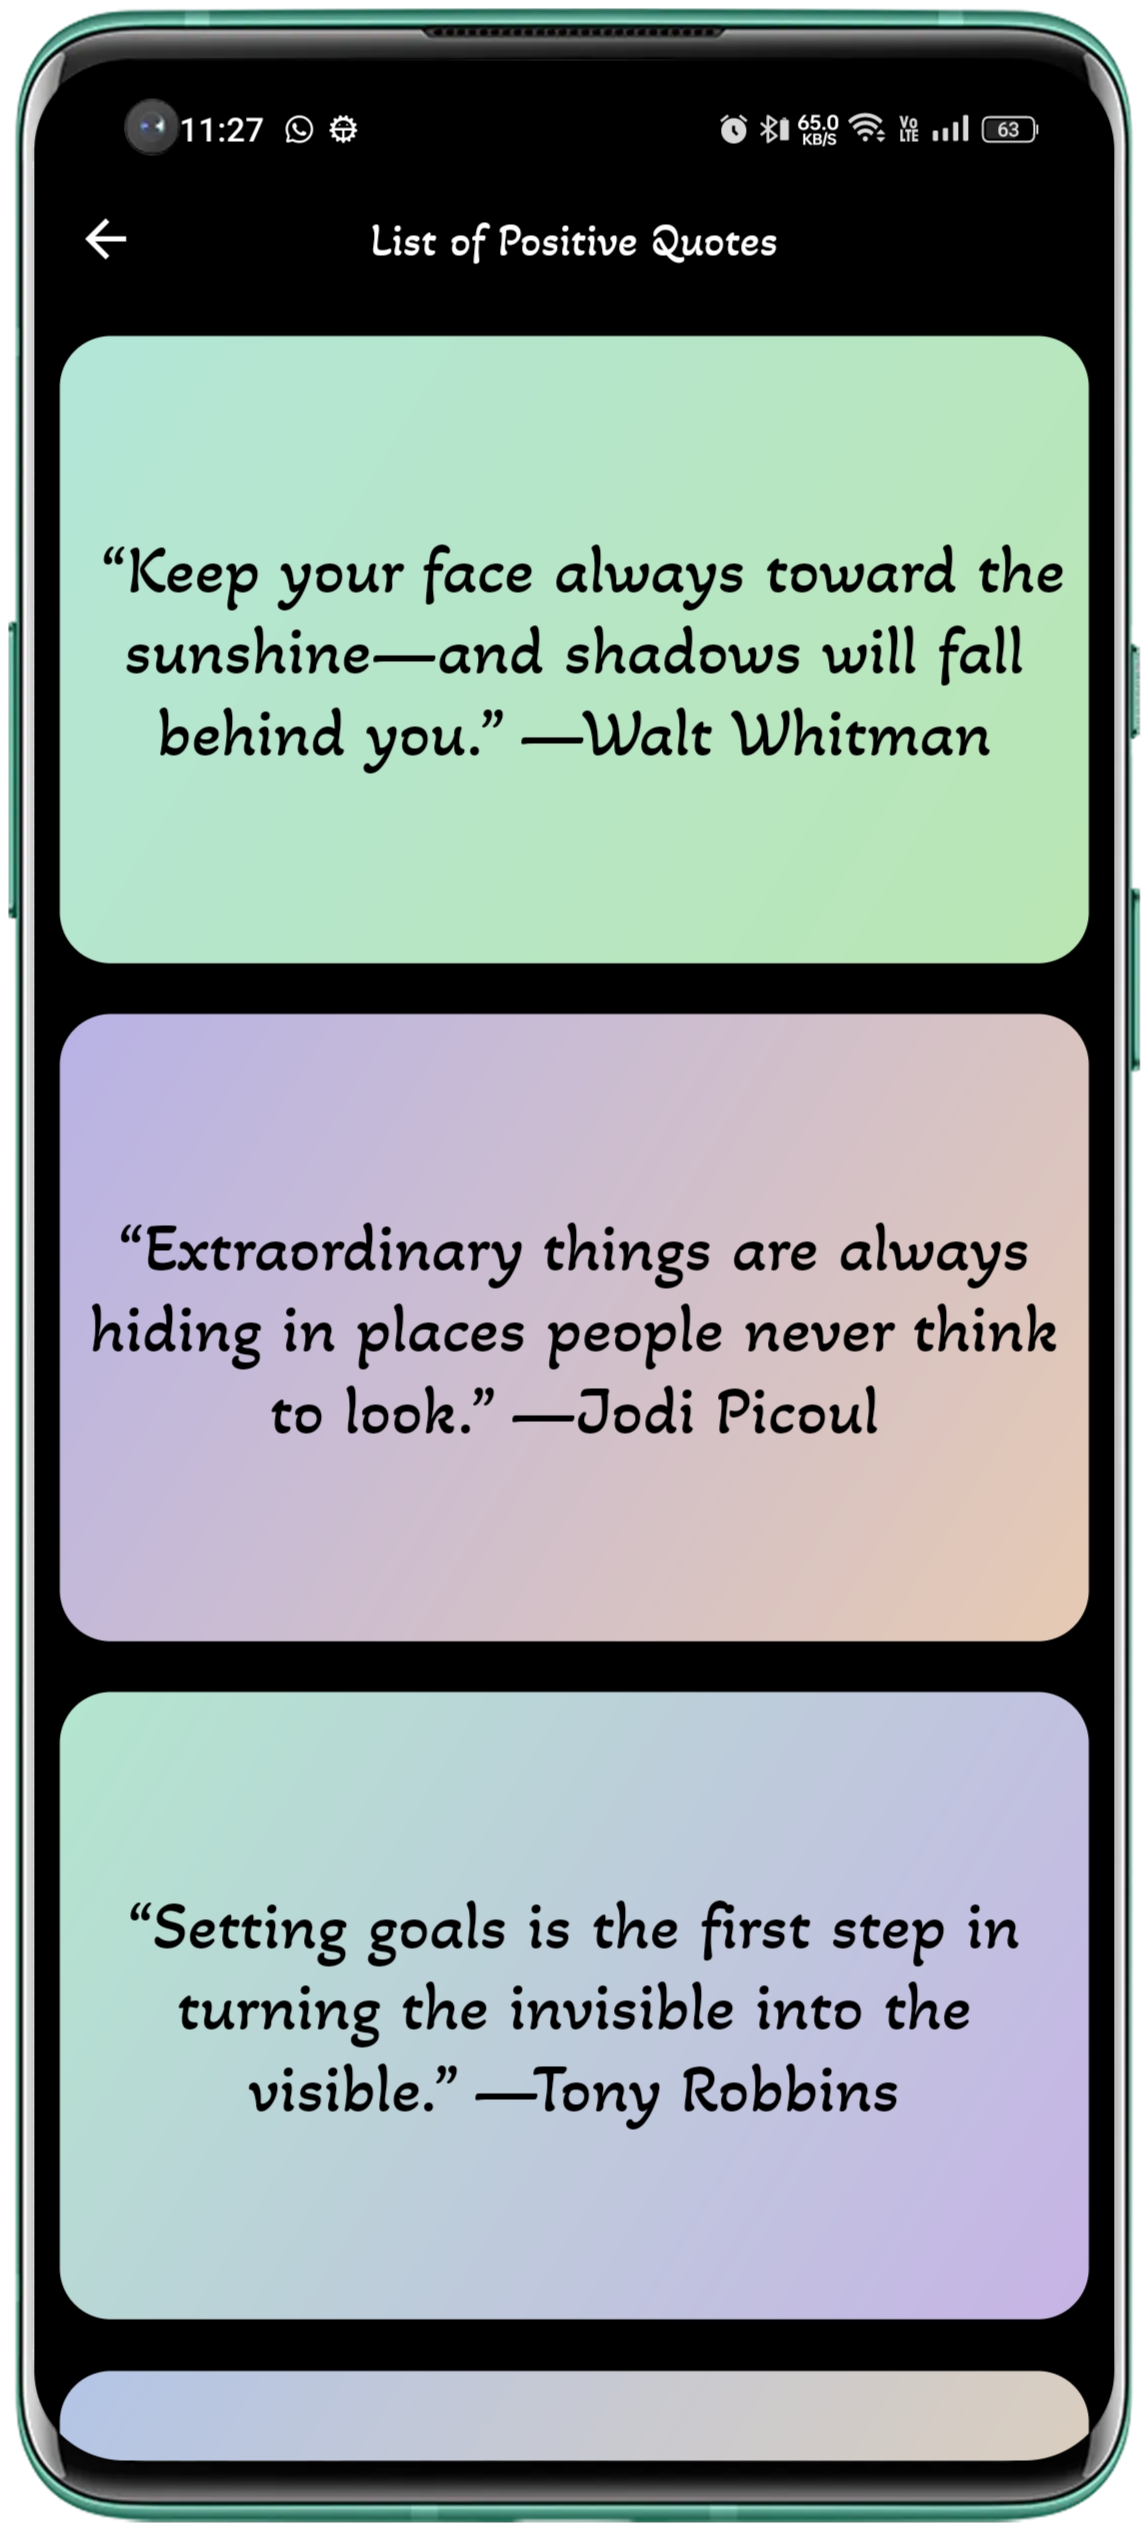 11:27 65.0 KB/S Vo LTE 63
List of Positive Quotes
“Keep your face always toward the
sunshine—and shadows will fall
behind you.” —Walt Whitman
“Extraordinary things are always
hiding in places people never think
to look.” —Jodi Picoul
“Setting goals is the first step in
turning the invisible into the
visible.” —Tony Robbins